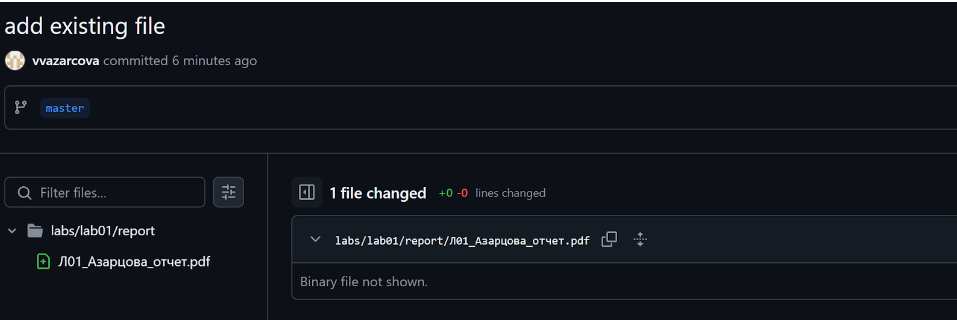 add existing file
vvazarcova committed 6 minutes ago
master
Filter files...
labs/lab01/report
Л01_Азарцова_отчет.pdf
1 file changed +0 -0 lines changed
labs/lab01/report/Л01_Азарцова_отчет.pdf
Binary file not shown.